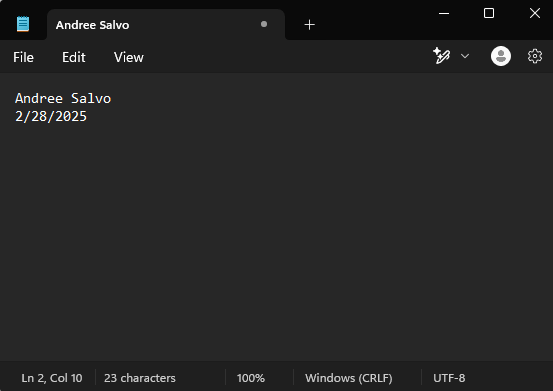 Andree Salvo
File Edit View
Andree Salvo
2/28/2025
Ln 2, Col 10 23 characters 100% Windows (CRLF) UTF-8